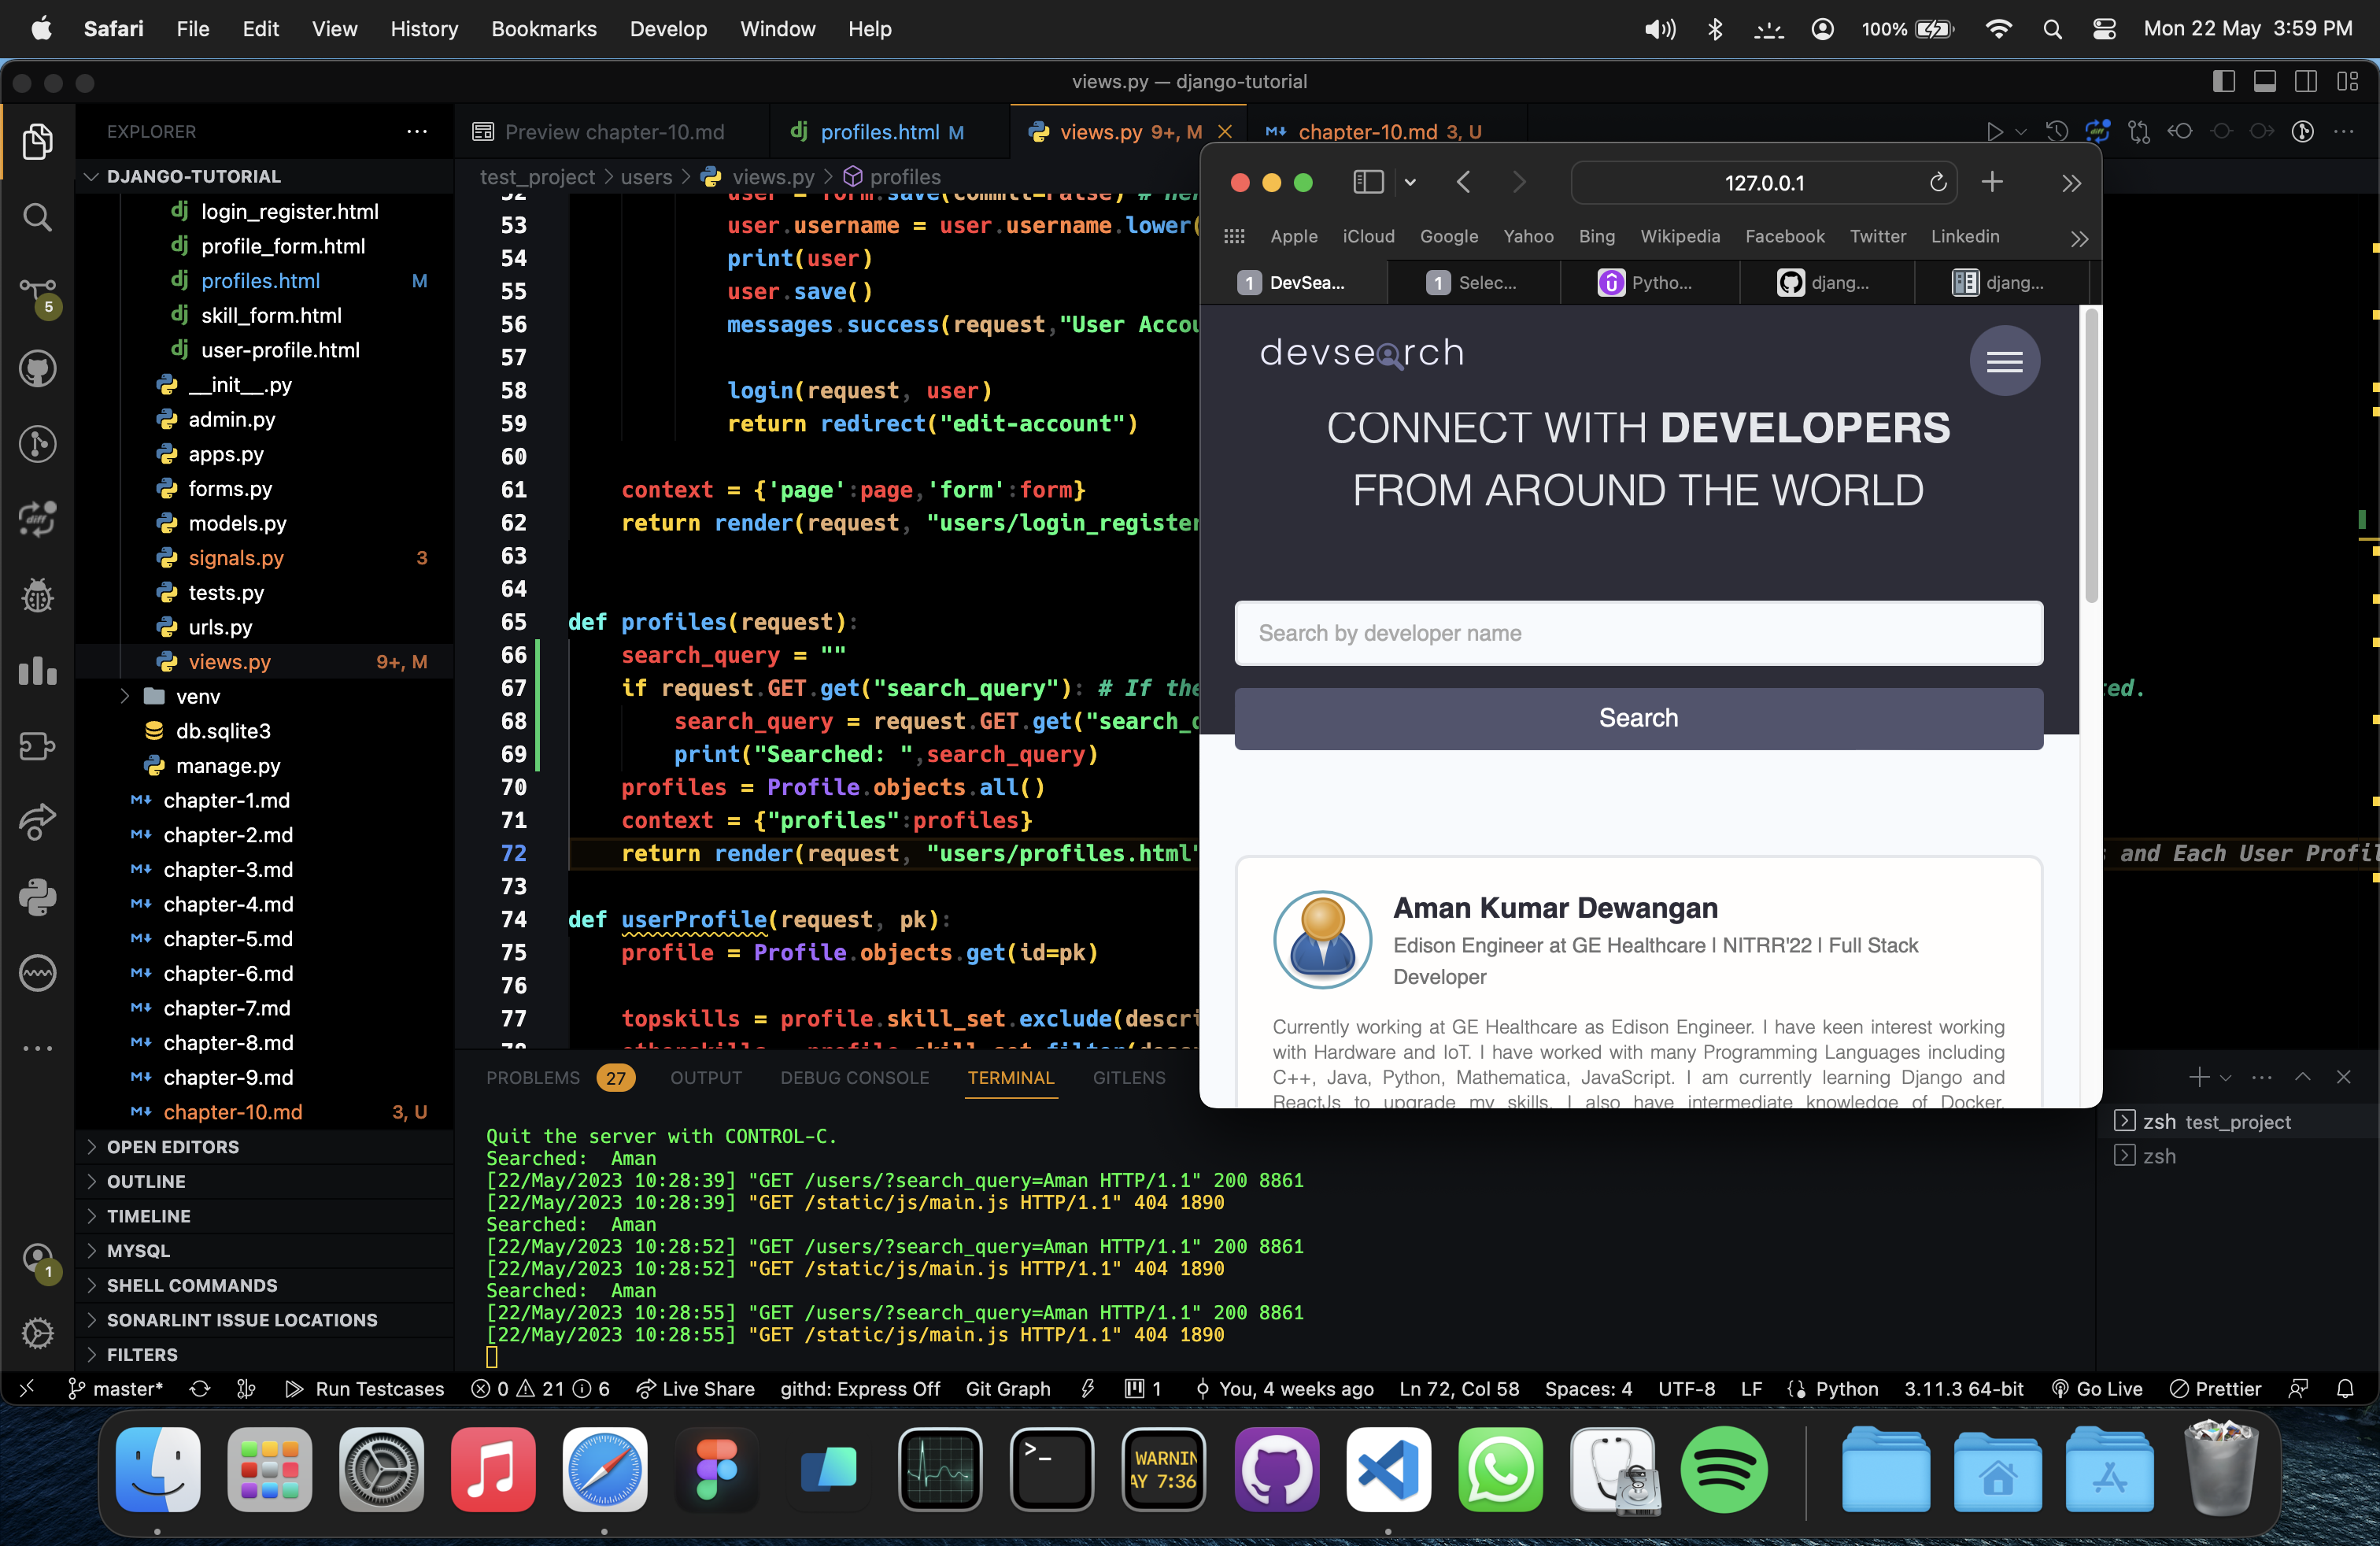 Safari File Edit View History Bookmarks Develop Window Help 100% Mon 22 May 3:59 PM
views.py — django-tutorial
EXPLORER
DJANGO-TUTORIAL
login_register.html
profile_form.html
profiles.html M
skill_form.html
user-profile.html
__init__.py
admin.py
apps.py
forms.py
models.py
signals.py 3
tests.py
urls.py
views.py 9+, M
venv
db.sqlite3
manage.py
chapter-1.md
chapter-2.md
chapter-3.md
chapter-4.md
chapter-5.md
chapter-6.md
chapter-7.md
chapter-8.md
chapter-9.md
chapter-10.md 3, U
OPEN EDITORS
OUTLINE
TIMELINE
MYSQL
SHELL COMMANDS
SONARLINT ISSUE LOCATIONS
FILTERS
5
1
Preview chapter-10.md profiles.html M views.py 9+, M chapter-10.md 3, U
test_project > users > views.py > profiles
52 user = form.save(commit=False) #
53 user.username = user.username.lower(
54 print(user)
55 user.save()
56 messages.success(request,"User Accou
57
58 login(request, user)
59 return redirect("edit-account")
60
61 context = {'page':page,'form':form}
62 return render(request, "users/login_register
63
64
65 def profiles(request):
66 search_query = ""
67 if request.GET.get("search_query"): # If the
ted.
68 search_query = request.GET.get("search_q
69 print("Searched: ",search_query)
70 profiles = Profile.objects.all()
71 context = {"profiles":profiles}
72 return render(request, "users/profiles.html"
s and Each User Profil
73
74 def userProfile(request, pk):
75 profile = Profile.objects.get(id=pk)
76
77 topskills = profile.skill_set.exclude(descri
78 otherskills = profile.skill_set.filter(desc
127.0.0.1
Apple iCloud Google Yahoo Bing Wikipedia Facebook Twitter Linkedin
1 DevSea... 1 Selec... Pytho... djang... djang...
devsearch
CONNECT WITH DEVELOPERS
FROM AROUND THE WORLD
Search by developer name
Search
Aman Kumar Dewangan
Edison Engineer at GE Healthcare | NITRR'22 | Full Stack
Developer
Currently working at GE Healthcare as Edison Engineer. I have keen interest working
with Hardware and IoT. I have worked with many Programming Languages including
C++, Java, Python, Mathematica, JavaScript. I am currently learning Django and
ReactJs to upgrade my skills. I also have intermediate knowledge of Docker,
PROBLEMS 27 OUTPUT DEBUG CONSOLE TERMINAL GITLENS
Quit the server with CONTROL-C.
Searched:  Aman
[22/May/2023 10:28:39] "GET /users/?search_query=Aman HTTP/1.1" 200 8861
[22/May/2023 10:28:39] "GET /static/js/main.js HTTP/1.1" 404 1890
Searched:  Aman
[22/May/2023 10:28:52] "GET /users/?search_query=Aman HTTP/1.1" 200 8861
[22/May/2023 10:28:52] "GET /static/js/main.js HTTP/1.1" 404 1890
Searched:  Aman
[22/May/2023 10:28:55] "GET /users/?search_query=Aman HTTP/1.1" 200 8861
[22/May/2023 10:28:55] "GET /static/js/main.js HTTP/1.1" 404 1890
zsh test_project
zsh
master* Run Testcases 0 21 6 Live Share githd: Express Off Git Graph 1 You, 4 weeks ago Ln 72, Col 58 Spaces: 4 UTF-8 LF Python 3.11.3 64-bit Go Live Prettier
WARNIN
AY 7:36